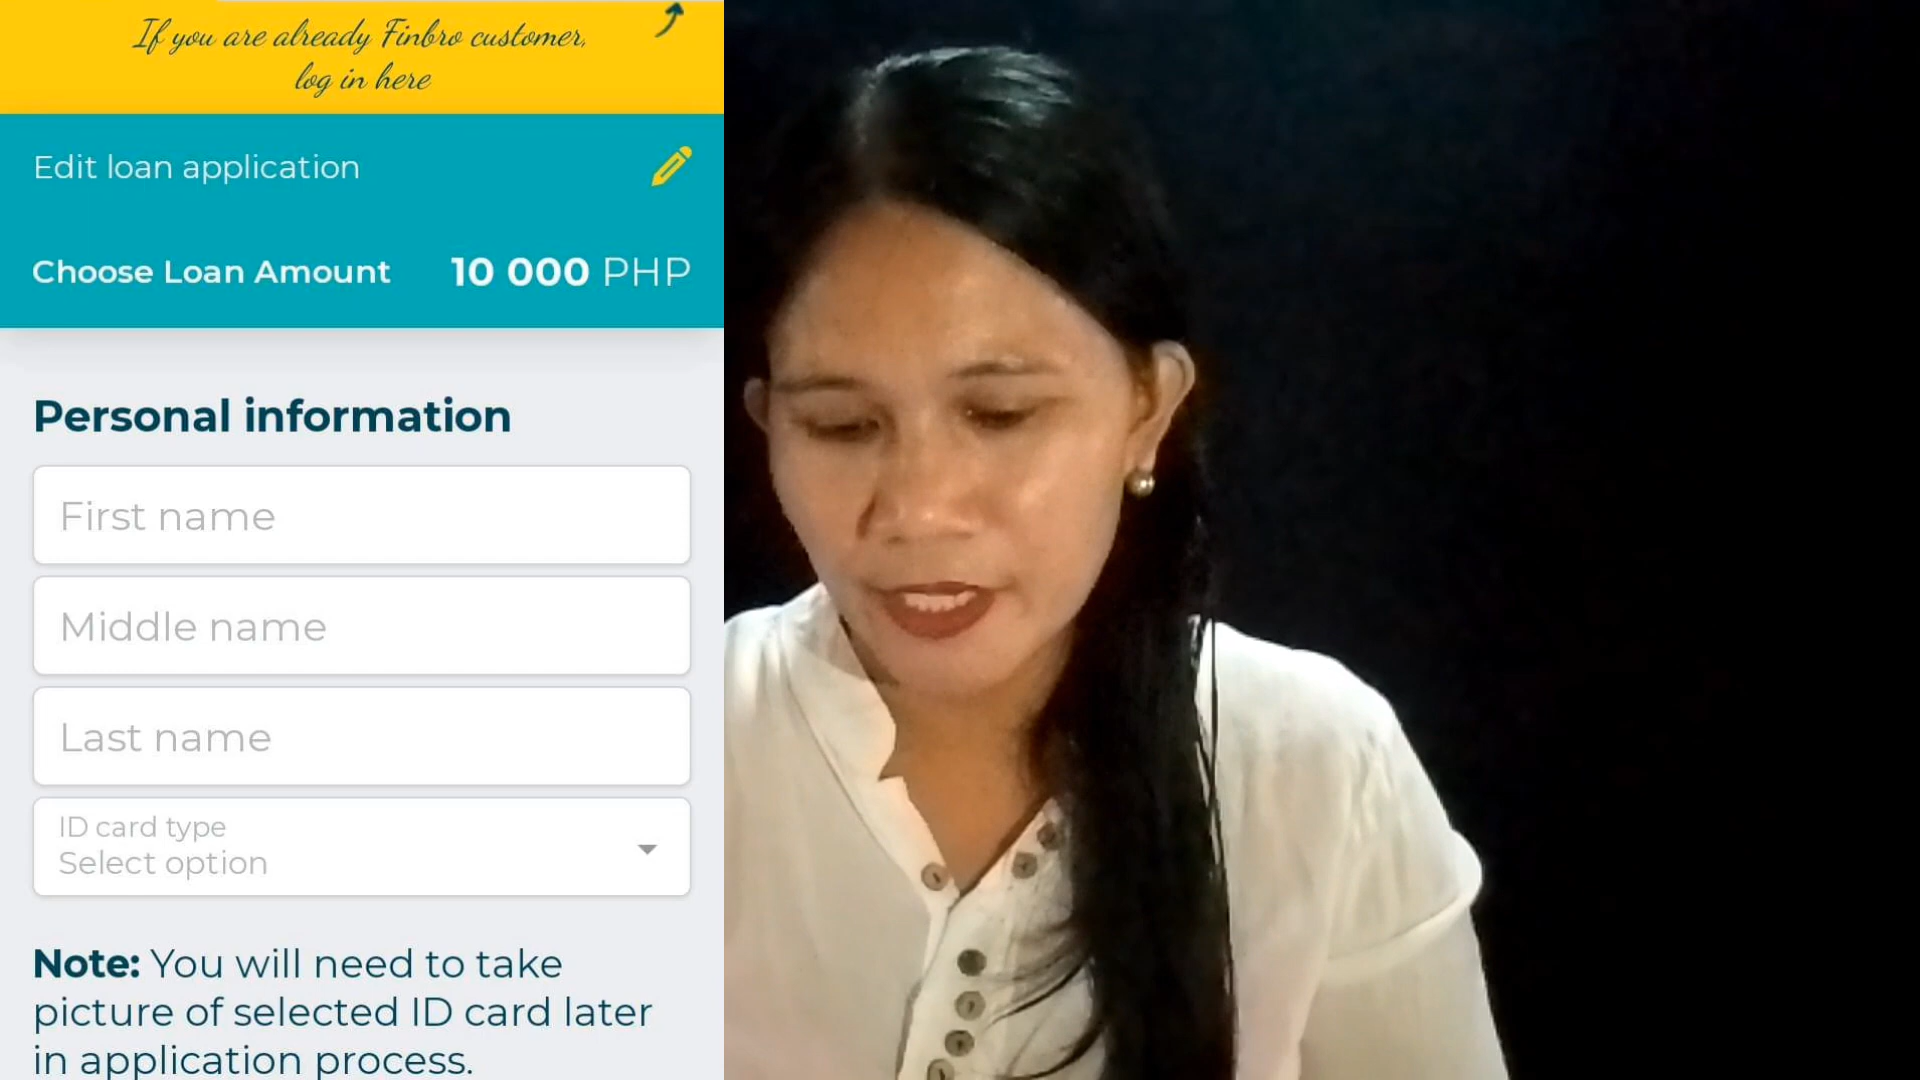 If you are already Finbro customer,
log in here
Edit loan application
Choose Loan Amount 10 000 PHP
Personal information
First name
Middle name
Last name
ID card type
Select option
Note: You will need to take
picture of selected ID card later
in application process.